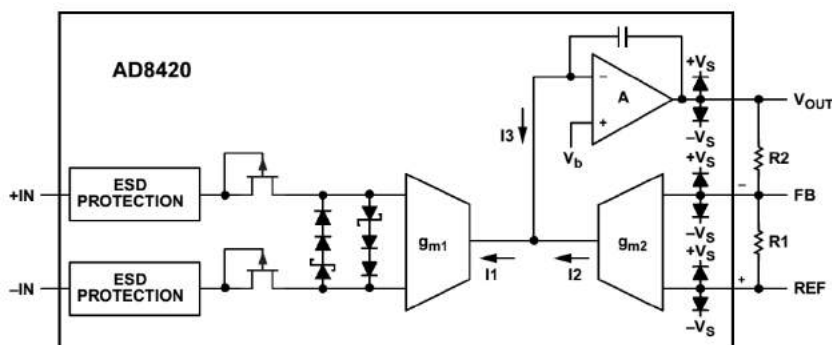 AD8420
+VS
A
VOUT
–VS
I3
Vb
R2
+VS
ESD
PROTECTION
+IN
–
FB
–VS
gm1
gm2
R1
+VS
I1
I2
ESD
PROTECTION
–IN
+
REF
–VS